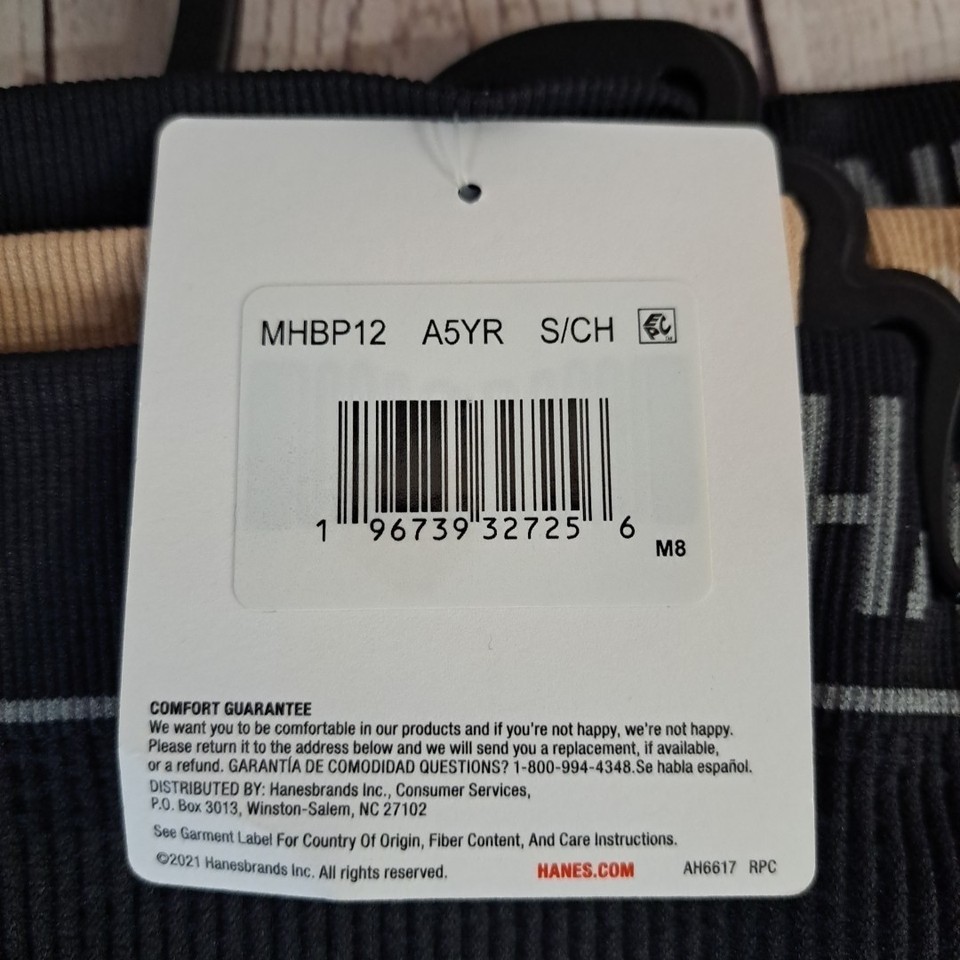 MHBP12 A5YR S/CH
1 96739 32725 6
M8
COMFORT GUARANTEE
We want you to be comfortable in our products and if you're not happy, we're not happy.
Please return it to the address below and we will send you a replacement, if available,
or a refund. GARANTÍA DE COMODIDAD QUESTIONS? 1-800-994-4348.Se habla español.
DISTRIBUTED BY: Hanesbrands Inc., Consumer Services,
P.O. Box 3013, Winston-Salem, NC 27102
See Garment Label For Country Of Origin, Fiber Content, And Care Instructions.
©2021 Hanesbrands Inc. All rights reserved. HANES.COM AH6617 RPC